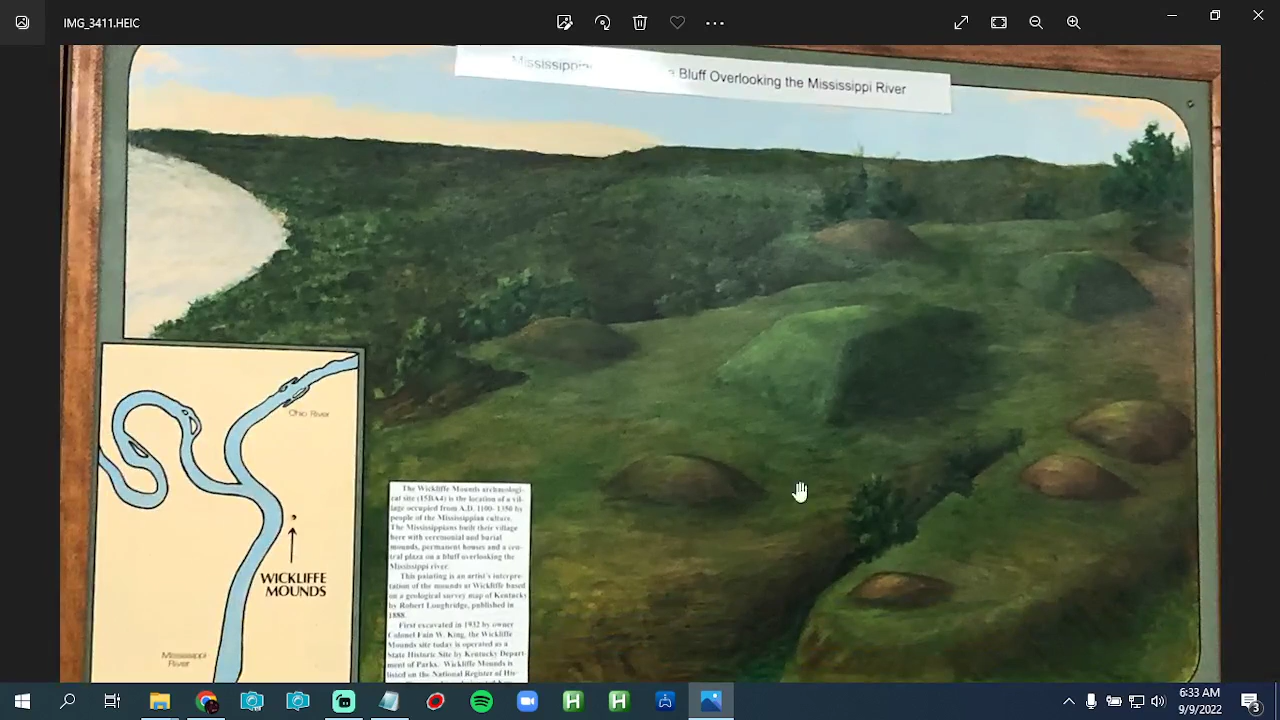 IMG_3411.HEIC
Mississippian
a Bluff Overlooking the Mississippi River
Ohio River
WICKLIFFE
MOUNDS
Mississippi
River
The Wickliffe Mounds archaeologi-
cal site (15BA4) is the location of a vil-
lage occupied from A.D. 1100-1350 by
people of the Mississippian culture.
The Mississippians built their village
here with ceremonial and burial
mounds, permanent houses and a cen-
tral plaza on a bluff overlooking the
Mississippi river.
This painting is an artist's interpre-
tation of the mounds at Wickliffe based
on a geological survey map of Kentucky
by Robert Loughridge, published in
1888.
First excavated in 1932 by owner
Colonel Fain W. King, the Wickliffe
Mounds site today is operated as a
State Historic Site by Kentucky Depart-
ment of Parks. Wickliffe Mounds is
listed on the National Register of His-
3:33 AM
9/9/2022